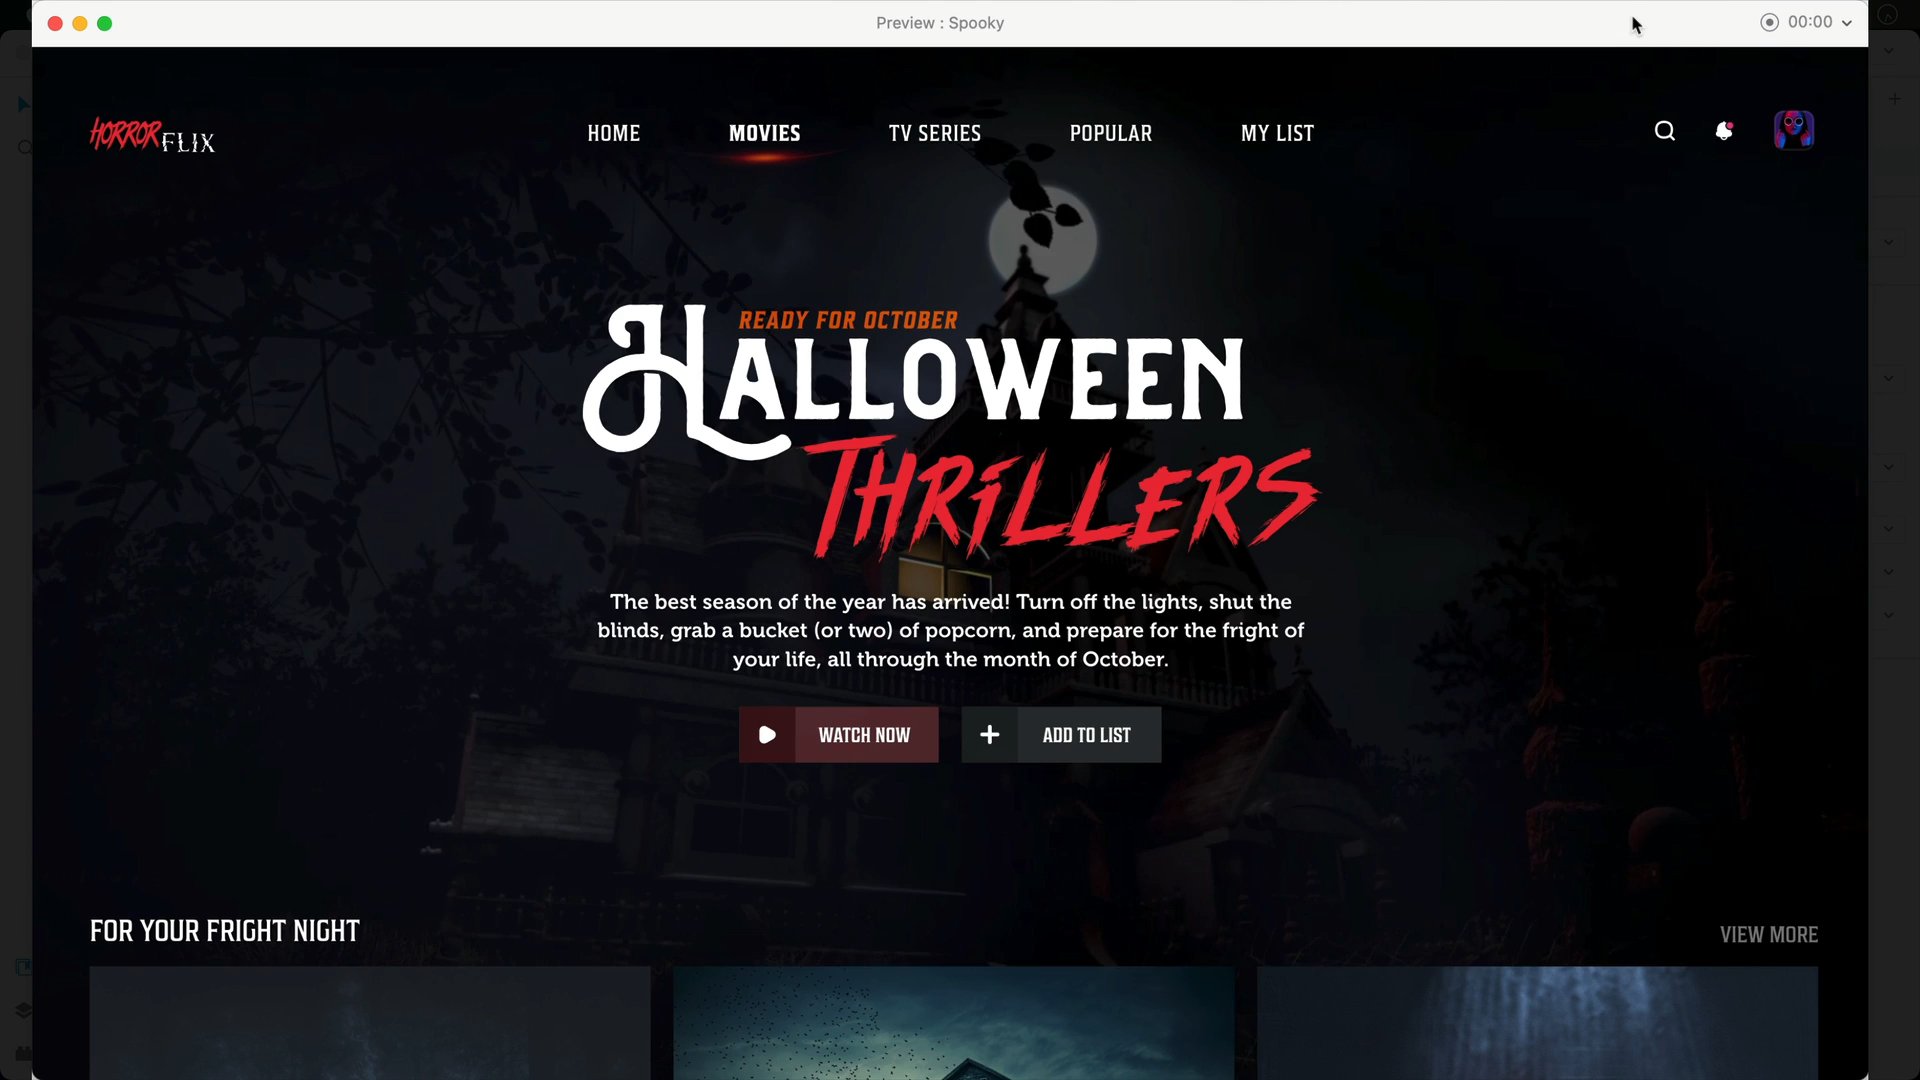 Preview : Spooky
00:00
HORRORFLIX
HOME
MOVIES
TV SERIES
POPULAR
MY LIST
READY FOR OCTOBER
HALLOWEEN
THRILLERS
The best season of the year has arrived! Turn off the lights, shut the
blinds, grab a bucket (or two) of popcorn, and prepare for the fright of
your life, all through the month of October.
WATCH NOW
ADD TO LIST
FOR YOUR FRIGHT NIGHT
VIEW MORE